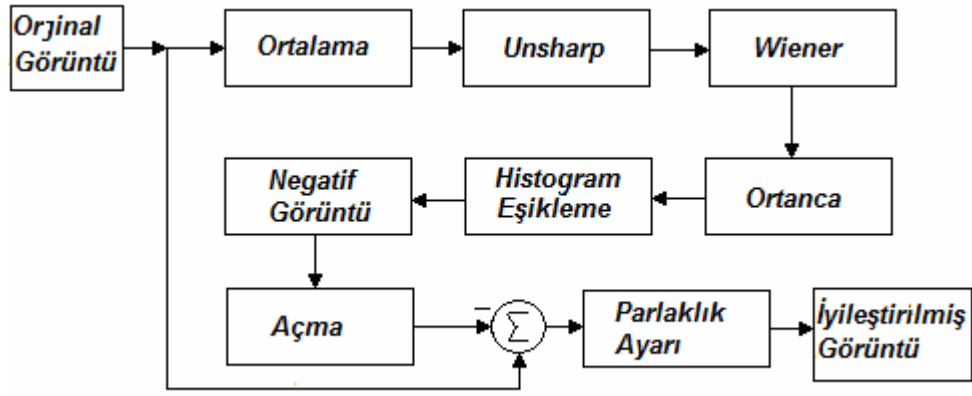 Orjinal
Görüntü
Ortalama
Unsharp
Wiener
Negatif
Görüntü
Histogram
Eşikleme
Ortanca
Açma
−
Σ
Parlaklık
Ayarı
İyileştirilmiş
Görüntü